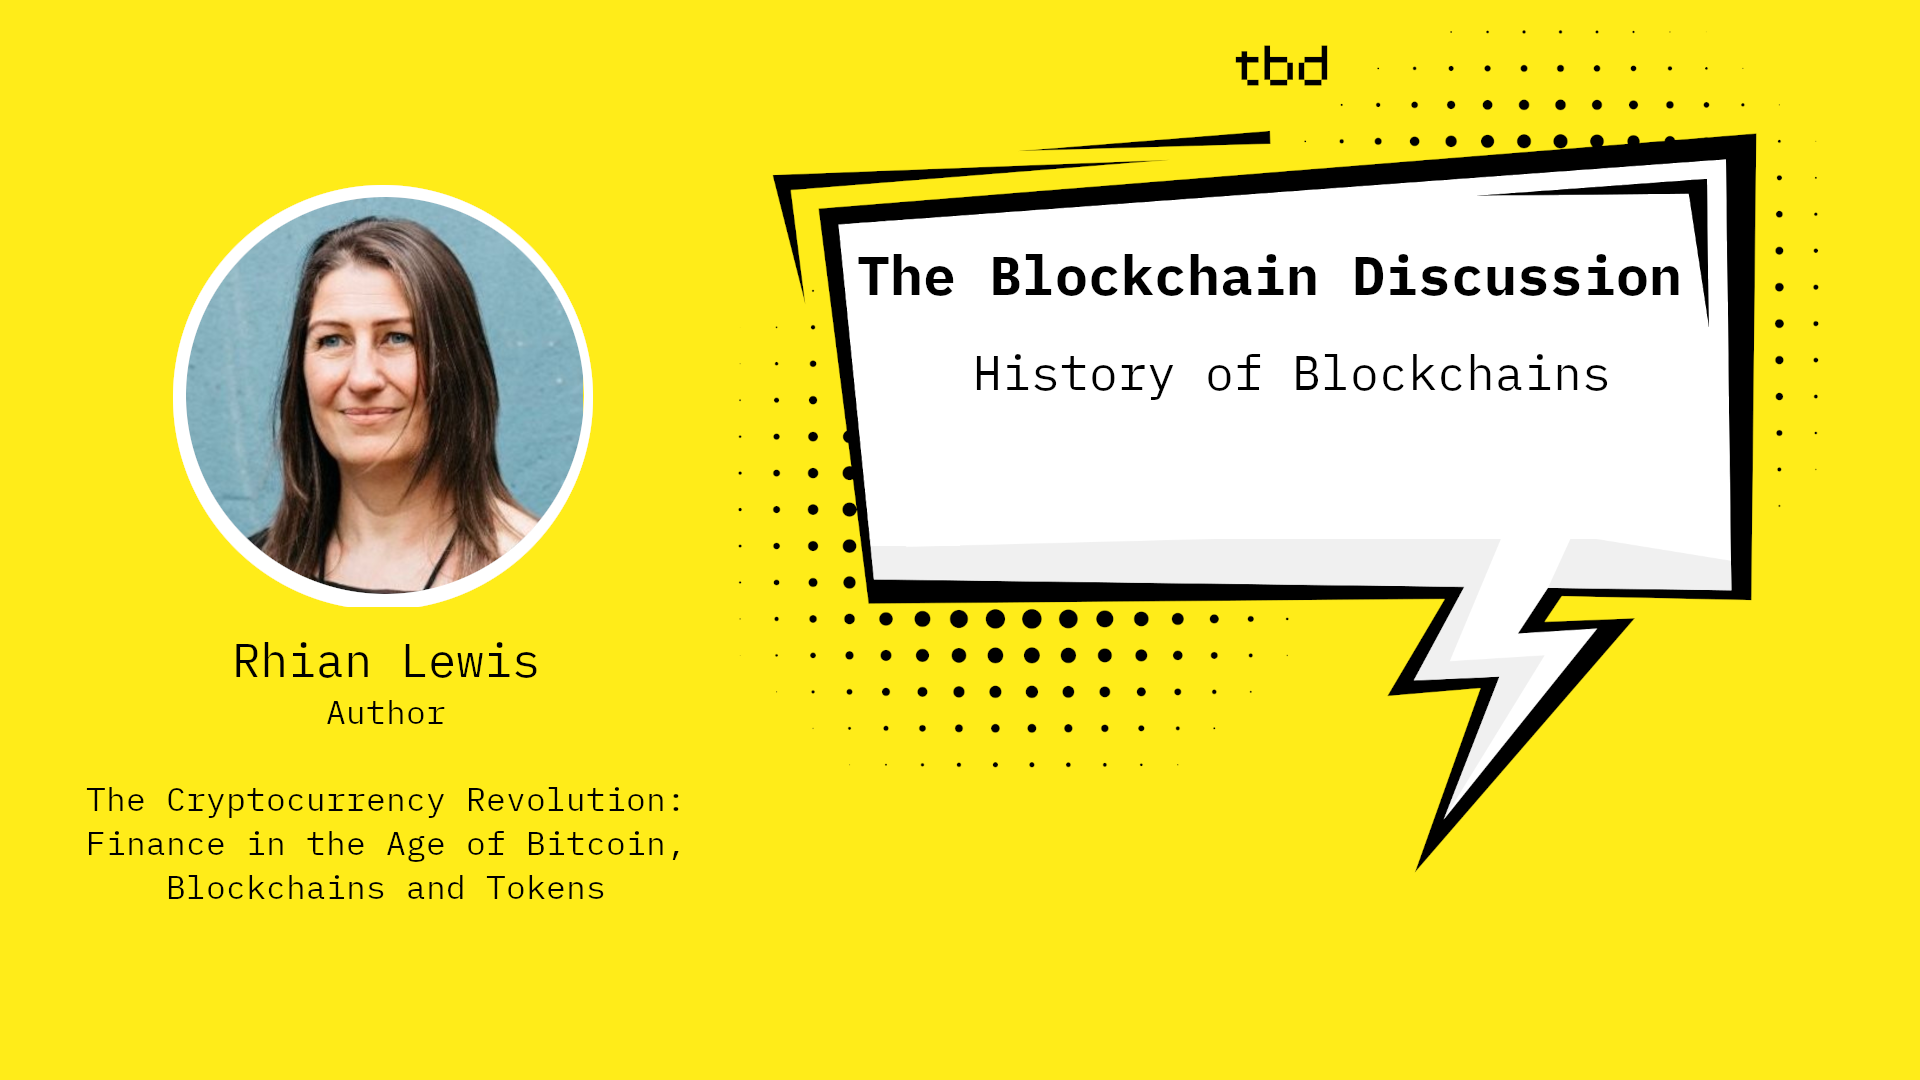 tbd
The Blockchain Discussion
History of Blockchains
Rhian Lewis
Author
The Cryptocurrency Revolution:
Finance in the Age of Bitcoin,
Blockchains and Tokens